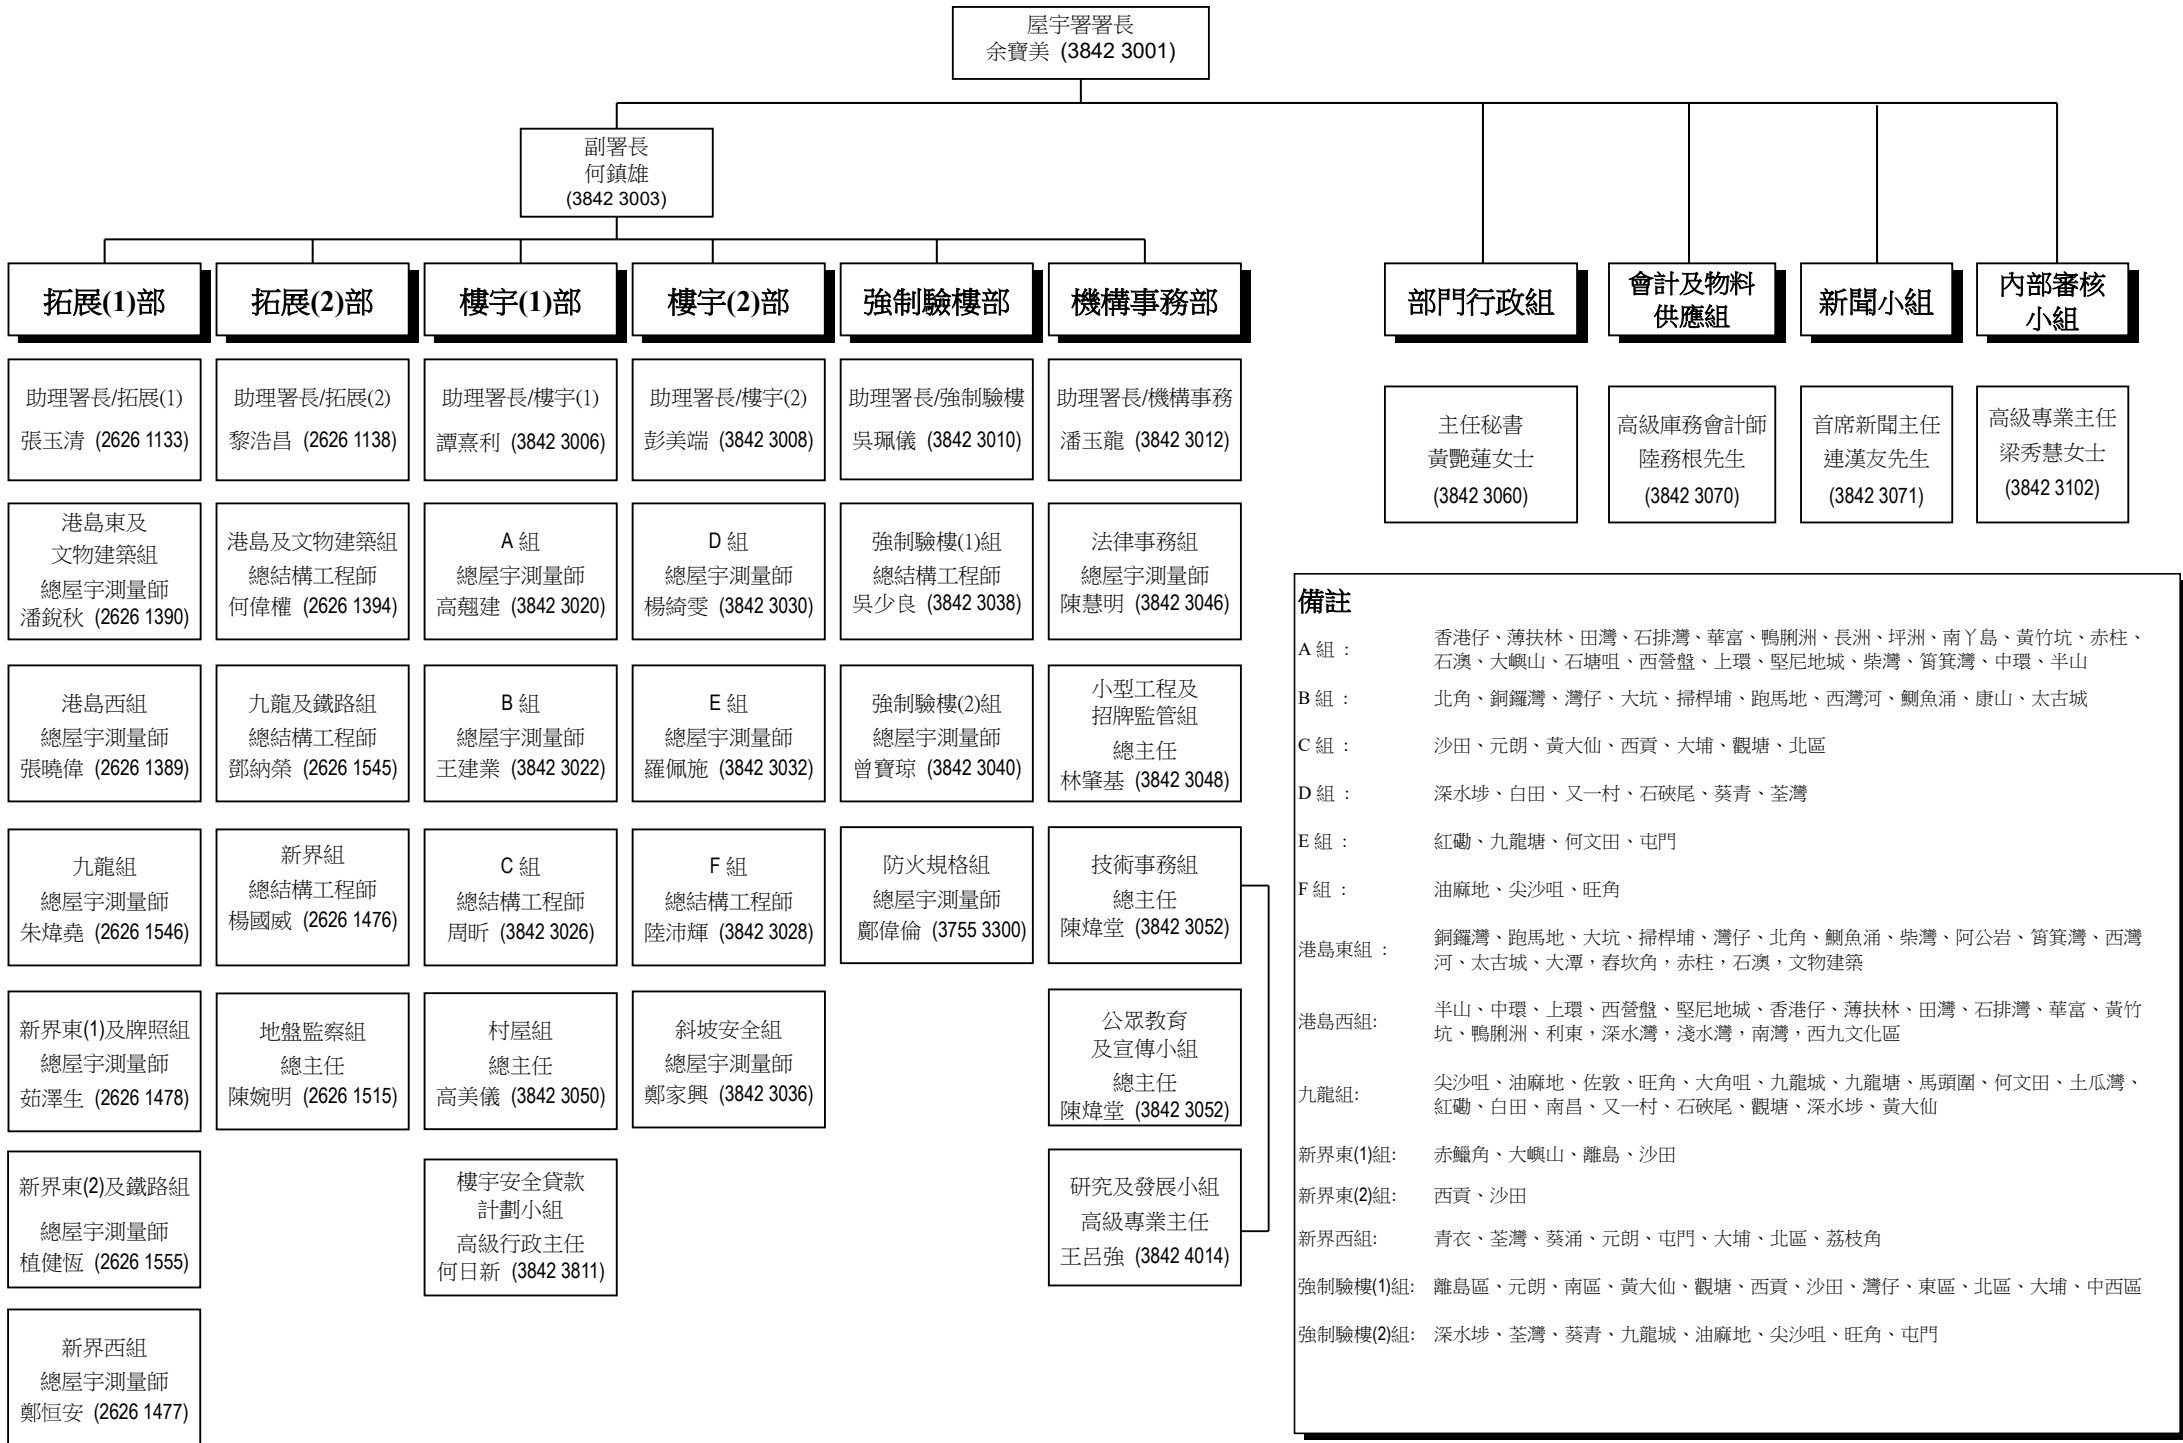 屋宇署署長
余寶美 (3842 3001)
副署長
何鎮雄
(3842 3003)
拓展(1)部
拓展(2)部
樓宇(1)部
樓宇(2)部
強制驗樓部
機構事務部
部門行政組
會計及物料
供應組
新聞小組
內部審核
小組
助理署長/拓展(1)
張玉清 (2626 1133)
港島東及
文物建築組
總屋宇測量師
潘銳秋 (2626 1390)
港島西組
總屋宇測量師
張曉偉 (2626 1389)
九龍組
總屋宇測量師
朱煒堯 (2626 1546)
新界東(1)及牌照組
總屋宇測量師
茹澤生 (2626 1478)
新界東(2)及鐵路組
總屋宇測量師
植健恆 (2626 1555)
新界西組
總屋宇測量師
鄭恒安 (2626 1477)
助理署長/拓展(2)
黎浩昌 (2626 1138)
港島及文物建築組
總結構工程師
何偉權 (2626 1394)
九龍及鐵路組
總結構工程師
鄧納榮 (2626 1545)
新界組
總結構工程師
楊國威 (2626 1476)
地盤監察組
總主任
陳婉明 (2626 1515)
助理署長/樓宇(1)
譚熹利 (3842 3006)
A 組
總屋宇測量師
高翹建 (3842 3020)
B 組
總屋宇測量師
王建業 (3842 3022)
C 組
總結構工程師
周昕 (3842 3026)
村屋組
總主任
高美儀 (3842 3050)
樓宇安全貸款
計劃小組
高級行政主任
何日新 (3842 3811)
助理署長/樓宇(2)
彭美端 (3842 3008)
D 組
總屋宇測量師
楊綺雯 (3842 3030)
E 組
總屋宇測量師
羅佩施 (3842 3032)
F 組
總結構工程師
陸沛輝 (3842 3028)
斜坡安全組
總屋宇測量師
鄭家興 (3842 3036)
助理署長/強制驗樓
吳珮儀 (3842 3010)
強制驗樓(1)組
總結構工程師
吳少良 (3842 3038)
強制驗樓(2)組
總屋宇測量師
曾寶琼 (3842 3040)
防火規格組
總屋宇測量師
鄺偉倫 (3755 3300)
助理署長/機構事務
潘玉龍 (3842 3012)
法律事務組
總屋宇測量師
陳慧明 (3842 3046)
小型工程及
招牌監管組
總主任
林肇基 (3842 3048)
技術事務組
總主任
陳煒堂 (3842 3052)
公眾教育
及宣傳小組
總主任
陳煒堂 (3842 3052)
研究及發展小組
高級專業主任
王呂強 (3842 4014)
主任秘書
黃艷蓮女士
(3842 3060)
高級庫務會計師
陸務根先生
(3842 3070)
首席新聞主任
連漢友先生
(3842 3071)
高級專業主任
梁秀慧女士
(3842 3102)
備註
A 組 : 香港仔、薄扶林、田灣、石排灣、華富、鴨脷洲、長洲、坪洲、南丫島、黃竹坑、赤柱、
石澳、大嶼山、石塘咀、西營盤、上環、堅尼地城、柴灣、筲箕灣、中環、半山
B 組 : 北角、銅鑼灣、灣仔、大坑、掃桿埔、跑馬地、西灣河、鰂魚涌、康山、太古城
C 組 : 沙田、元朗、黃大仙、西貢、大埔、觀塘、北區
D 組 : 深水埗、白田、又一村、石硤尾、葵青、荃灣
E 組 : 紅磡、九龍塘、何文田、屯門
F 組 : 油麻地、尖沙咀、旺角
港島東組 : 銅鑼灣、跑馬地、大坑、掃桿埔、灣仔、北角、鰂魚涌、柴灣、阿公岩、筲箕灣、西灣
河、太古城、大潭，舂坎角，赤柱，石澳，文物建築
港島西組: 半山、中環、上環、西營盤、堅尼地城、香港仔、薄扶林、田灣、石排灣、華富、黃竹
坑、鴨脷洲、利東，深水灣，淺水灣，南灣，西九文化區
九龍組: 尖沙咀、油麻地、佐敦、旺角、大角咀、九龍城、九龍塘、馬頭圍、何文田、土瓜灣、
紅磡、白田、南昌、又一村、石硤尾、觀塘、深水埗、黃大仙
新界東(1)組: 赤鱲角、大嶼山、離島、沙田
新界東(2)組: 西貢、沙田
新界西組: 青衣、荃灣、葵涌、元朗、屯門、大埔、北區、荔枝角
強制驗樓(1)組: 離島區、元朗、南區、黃大仙、觀塘、西貢、沙田、灣仔、東區、北區、大埔、中西區
強制驗樓(2)組: 深水埗、荃灣、葵青、九龍城、油麻地、尖沙咀、旺角、屯門